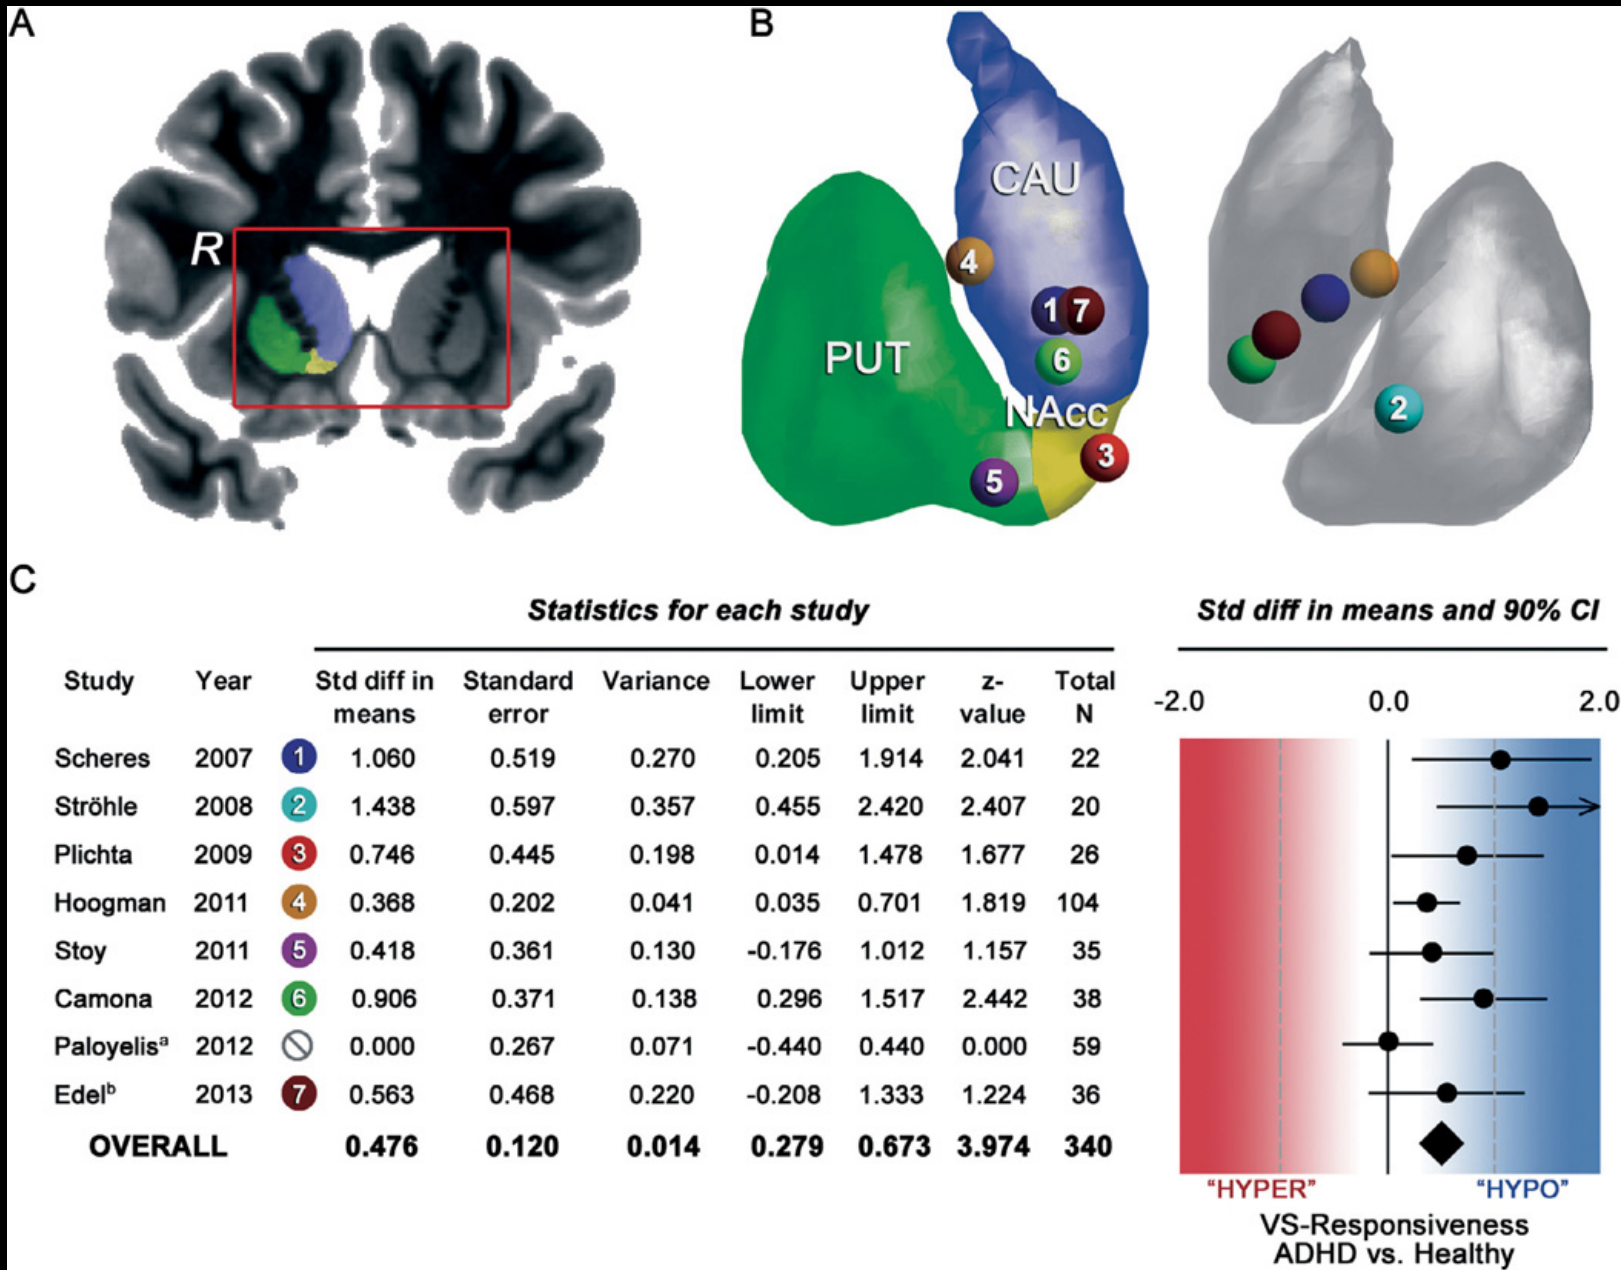 A
B
R
CAU
PUT
NAcc
4
1
7
6
5
3
2
C
Statistics for each study
Std diff in means and 90% CI
Study Year Std diff in means Standard error Variance Lower limit Upper limit z-value Total N
-2.0 0.0 2.0
Scheres 2007 1 1.060 0.519 0.270 0.205 1.914 2.041 22
Ströhle 2008 2 1.438 0.597 0.357 0.455 2.420 2.407 20
Plichta 2009 3 0.746 0.445 0.198 0.014 1.478 1.677 26
Hoogman 2011 4 0.368 0.202 0.041 0.035 0.701 1.819 104
Stoy 2011 5 0.418 0.361 0.130 -0.176 1.012 1.157 35
Camona 2012 6 0.906 0.371 0.138 0.296 1.517 2.442 38
Paloyelisᵃ 2012 0.000 0.267 0.071 -0.440 0.440 0.000 59
Edelᵇ 2013 7 0.563 0.468 0.220 -0.208 1.333 1.224 36
OVERALL 0.476 0.120 0.014 0.279 0.673 3.974 340
“HYPER” “HYPO”
VS-Responsiveness
ADHD vs. Healthy